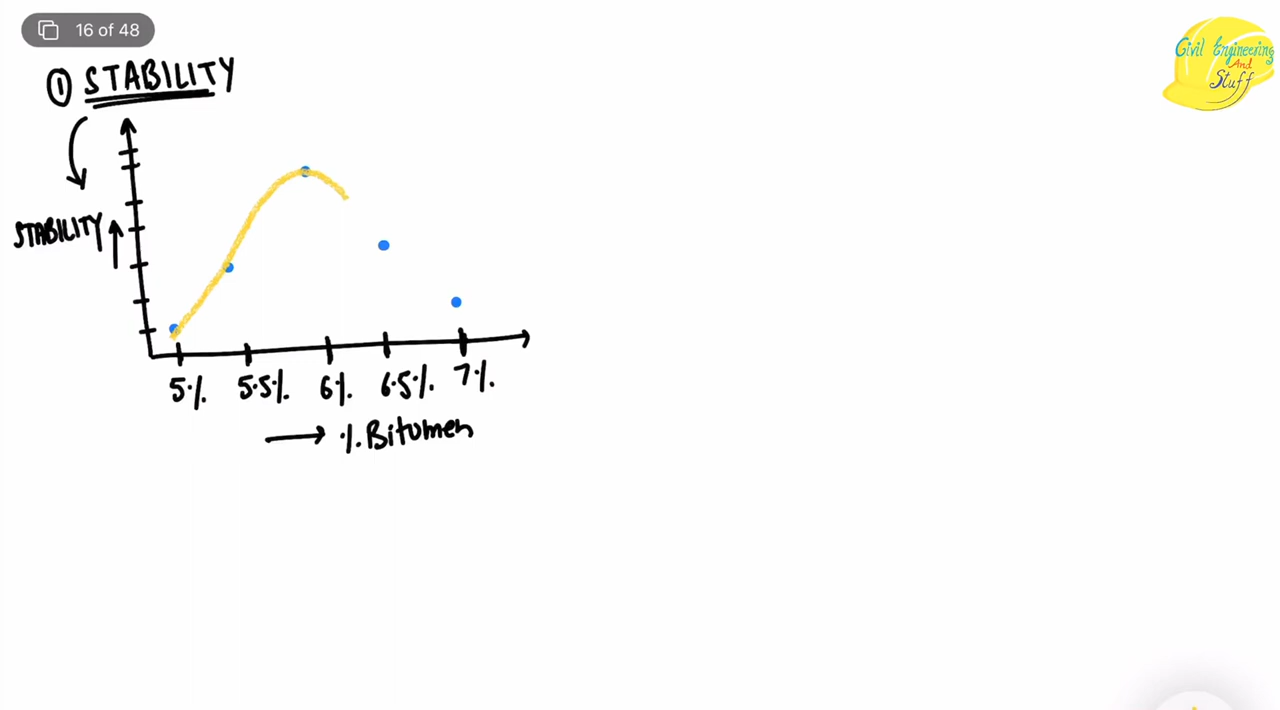 16 of 48
Civil Engineering
And
Stuff
① STABILITY
STABILITY
5% 5.5% 6% 6.5% 7%
% Bitumen